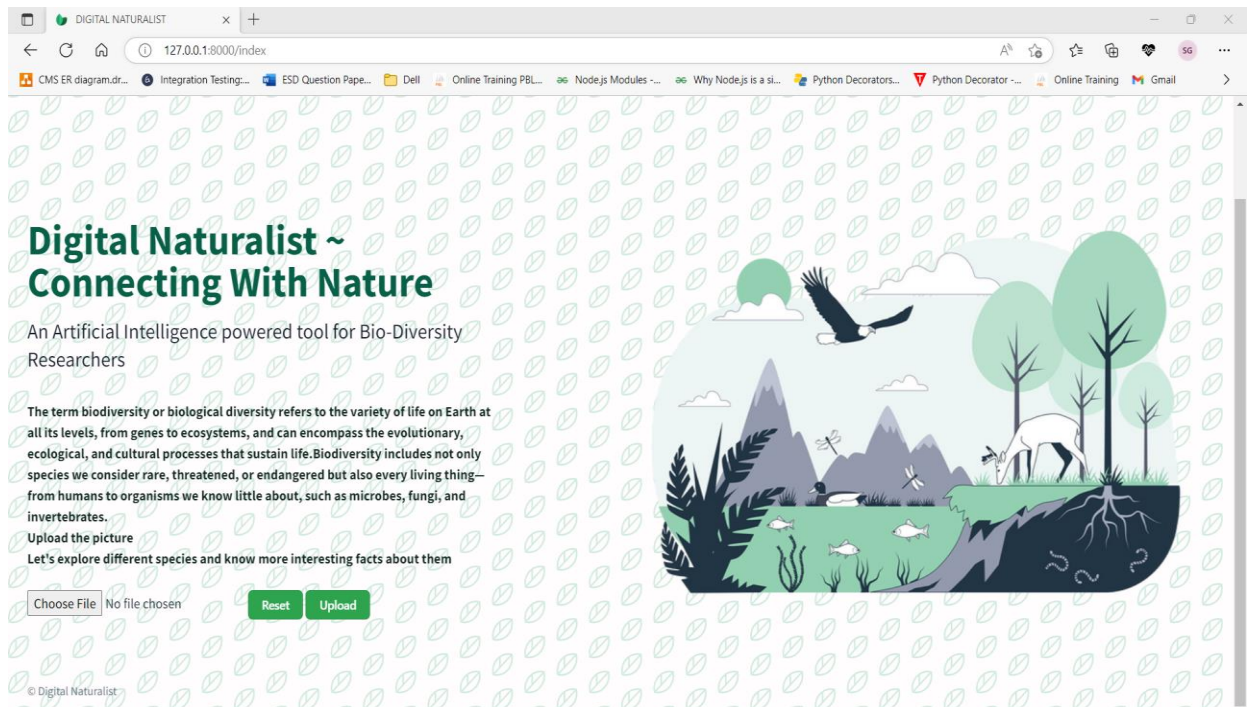 DIGITAL NATURALIST
127.0.0.1:8000/index
SG
CMS ER diagram.dr...
Integration Testing:...
ESD Question Pape...
Dell
Online Training PBL...
Node.js Modules -...
Why Node.js is a si...
Python Decorators...
Python Decorator -...
Online Training
Gmail
Digital Naturalist ~
Connecting With Nature
An Artificial Intelligence powered tool for Bio-Diversity
Researchers
The term biodiversity or biological diversity refers to the variety of life on Earth at
all its levels, from genes to ecosystems, and can encompass the evolutionary,
ecological, and cultural processes that sustain life.Biodiversity includes not only
species we consider rare, threatened, or endangered but also every living thing—
from humans to organisms we know little about, such as microbes, fungi, and
invertebrates.
Upload the picture
Let's explore different species and know more interesting facts about them
Choose File No file chosen Reset Upload
© Digital Naturalist